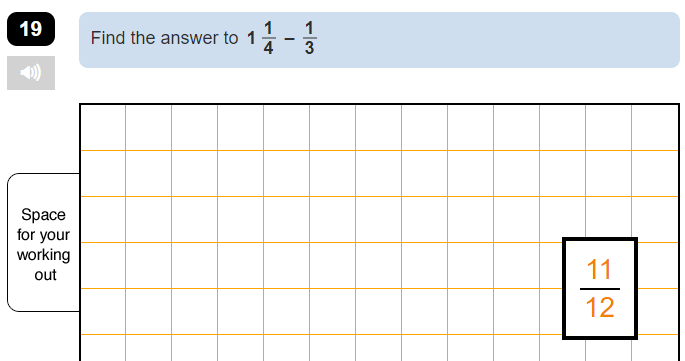 19
Find the answer to 1 1/4 – 1/3
Space
for your
working
out
11
12